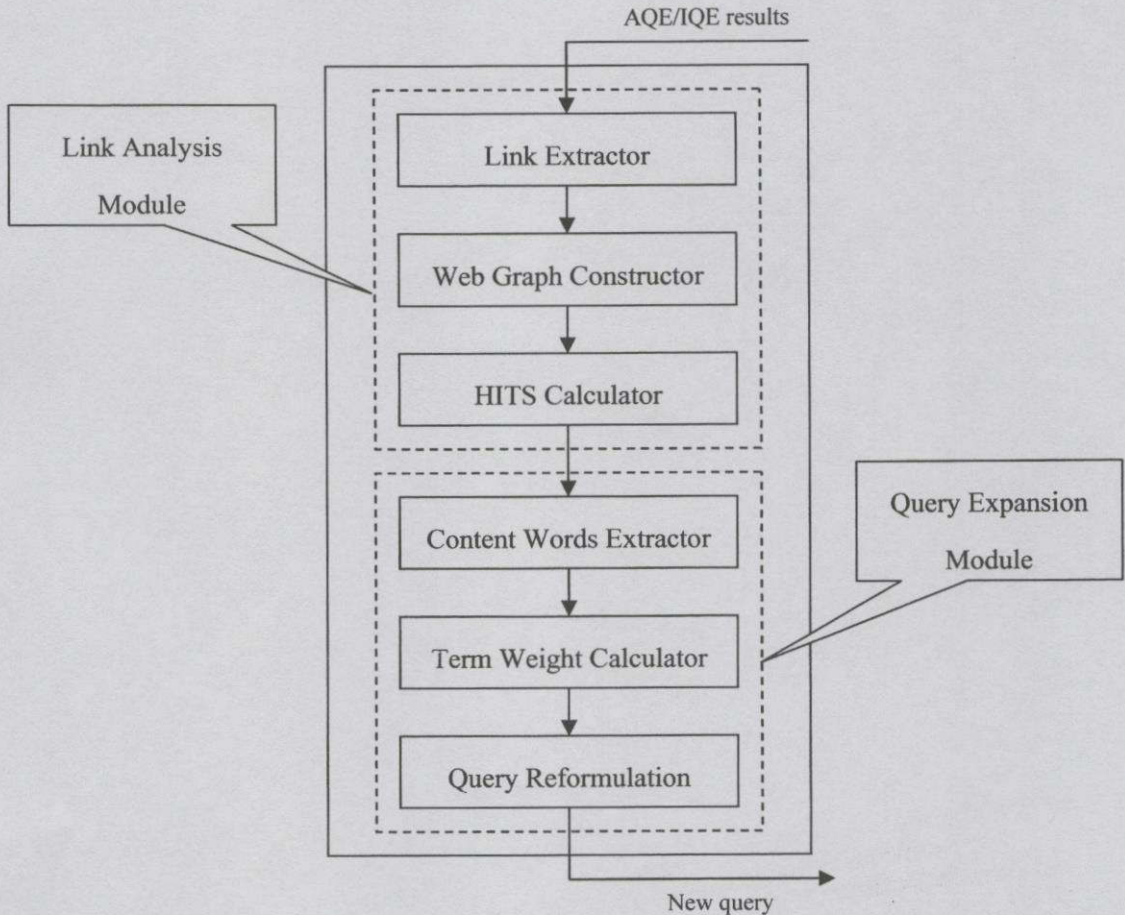 AQE/IQE results
Link Analysis
Module
Link Extractor
Web Graph Constructor
HITS Calculator
Content Words Extractor
Query Expansion
Module
Term Weight Calculator
Query Reformulation
New query